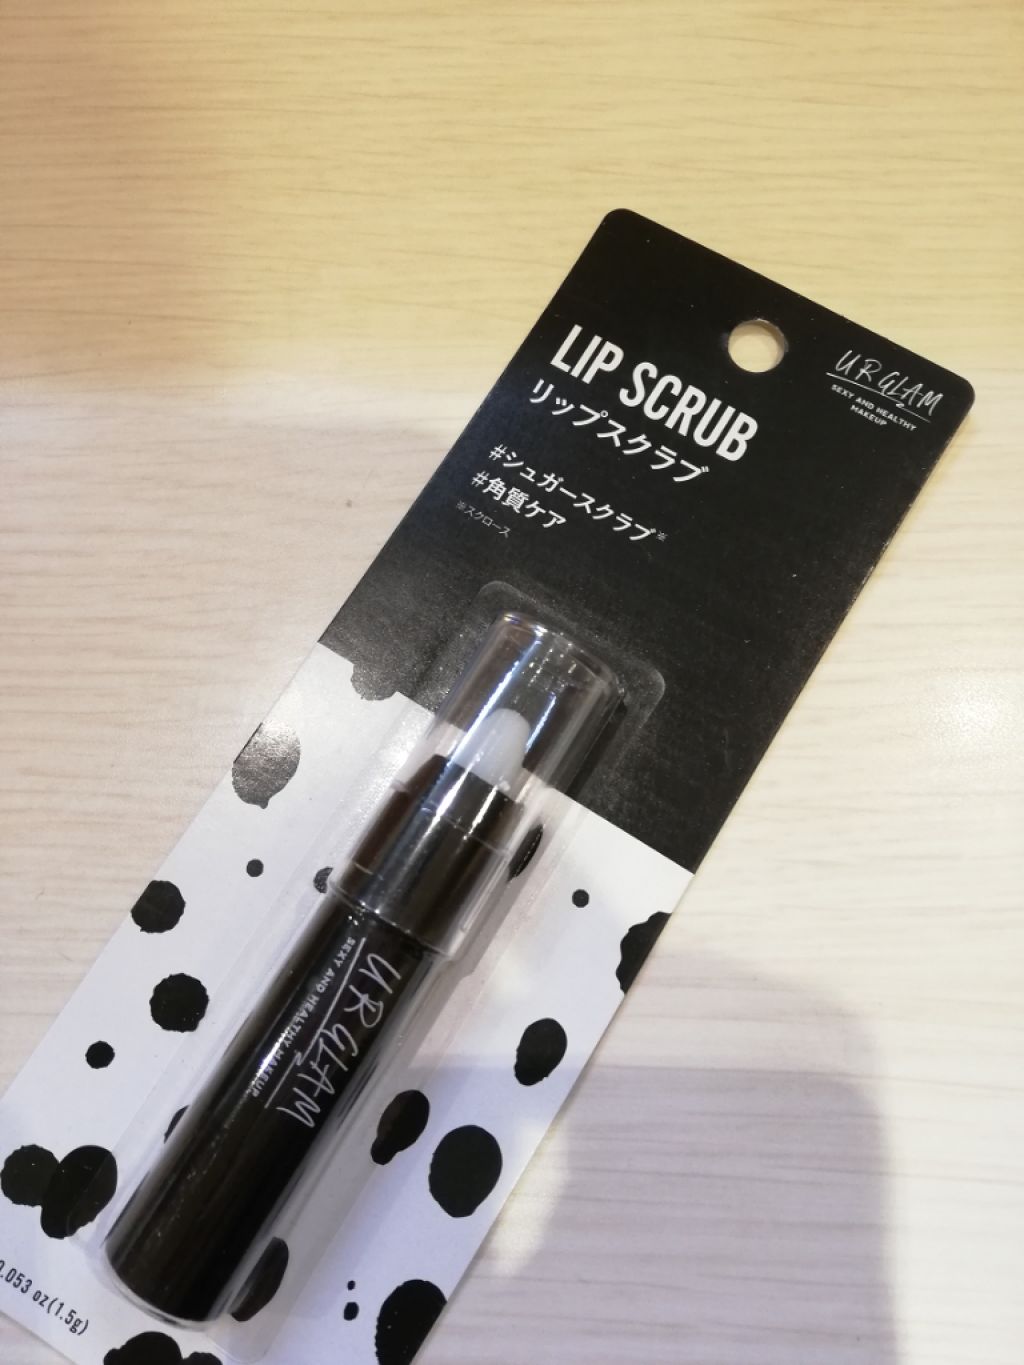 LIP SCRUB
リップスクラブ
#シュガースクラブ※
#角質ケア
※スクロース
UR GLAM
SEXY AND HEALTHY
MAKEUP
UR GLAM
SEXY AND HEALTHY MAKEUP
0.053 oz(1.5g)